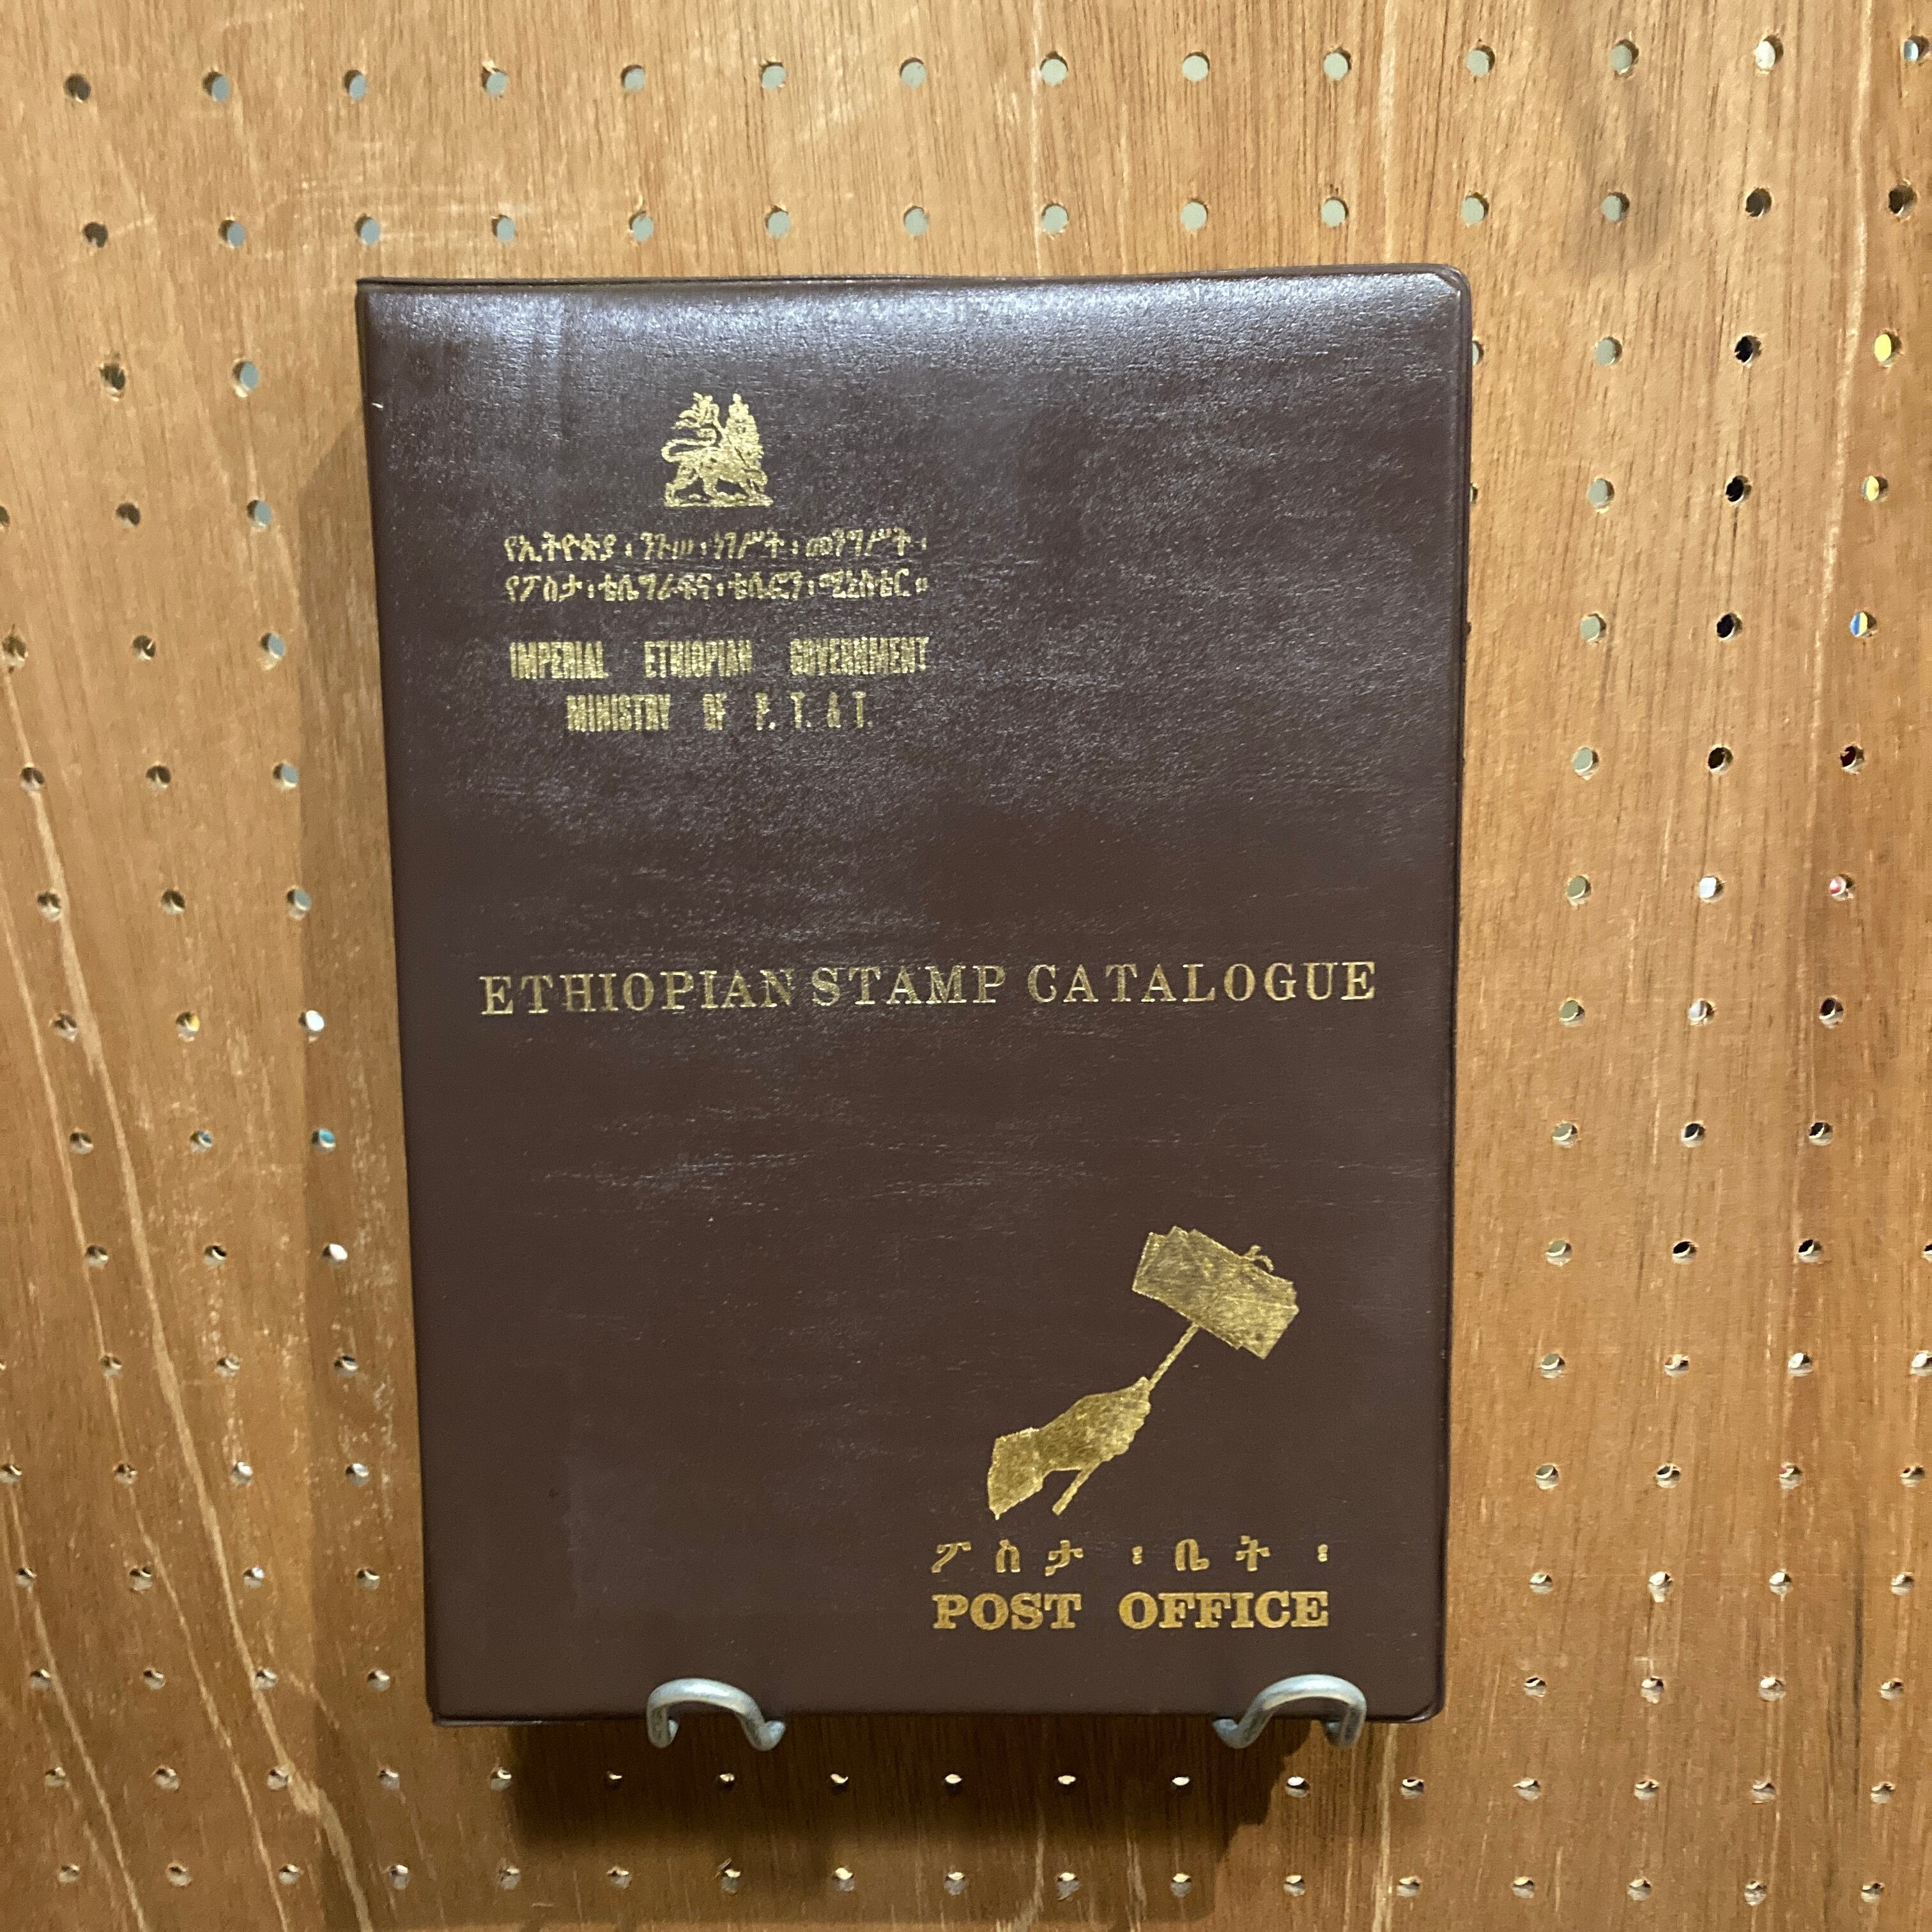 የኢትዮጵያ ፡ ንጉሠ ፡ ነገሥት ፡ መንግሥት ፡
የፖስታ ፡ ቴሌግራፍና ፡ ቴሌፎን ፡ ሚኒስቴር ።
IMPERIAL ETHIOPIAN GOVERNMENT
MINISTRY OF P. T. & T.
ETHIOPIAN STAMP CATALOGUE
ፖስታ ፡ ቤት ፡
POST OFFICE